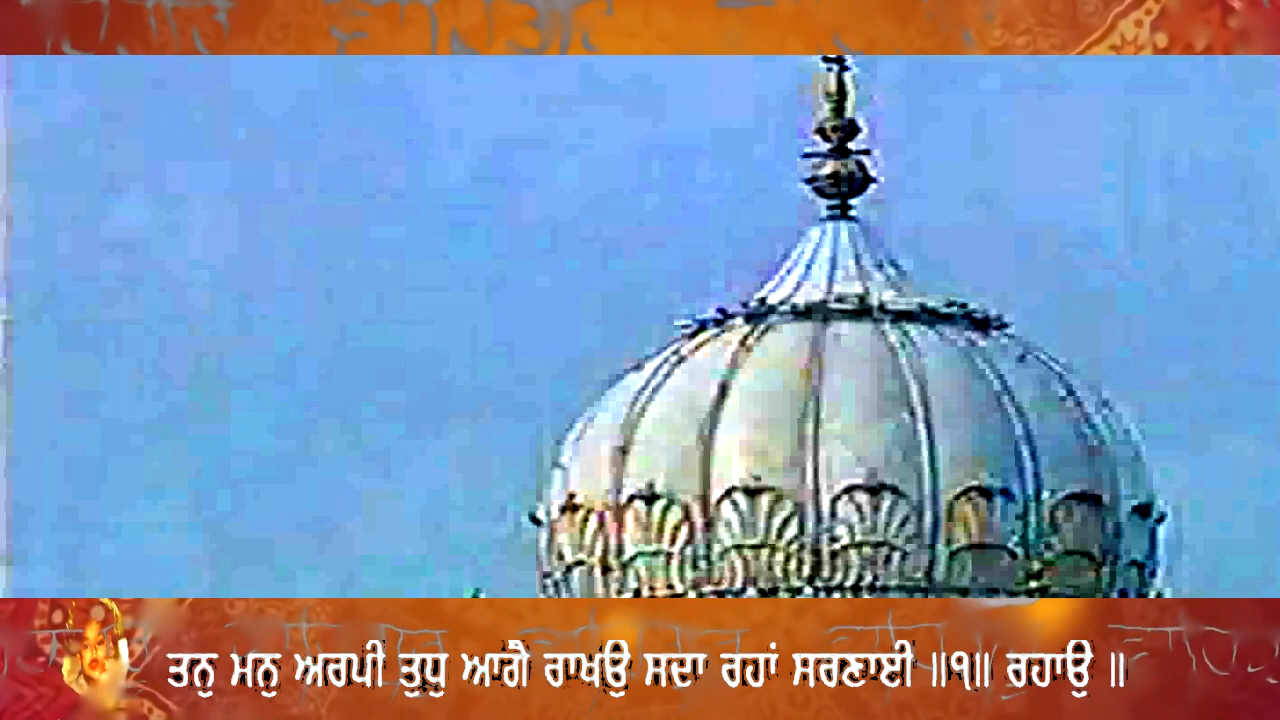 ਤਨੁ ਮਨੁ ਅਰਪੀ ਤੁਧੁ ਆਗੈ ਰਾਖਉ ਸਦਾ ਰਹਾਂ ਸਰਣਾਈ ॥੧॥ ਰਹਾਉ ॥